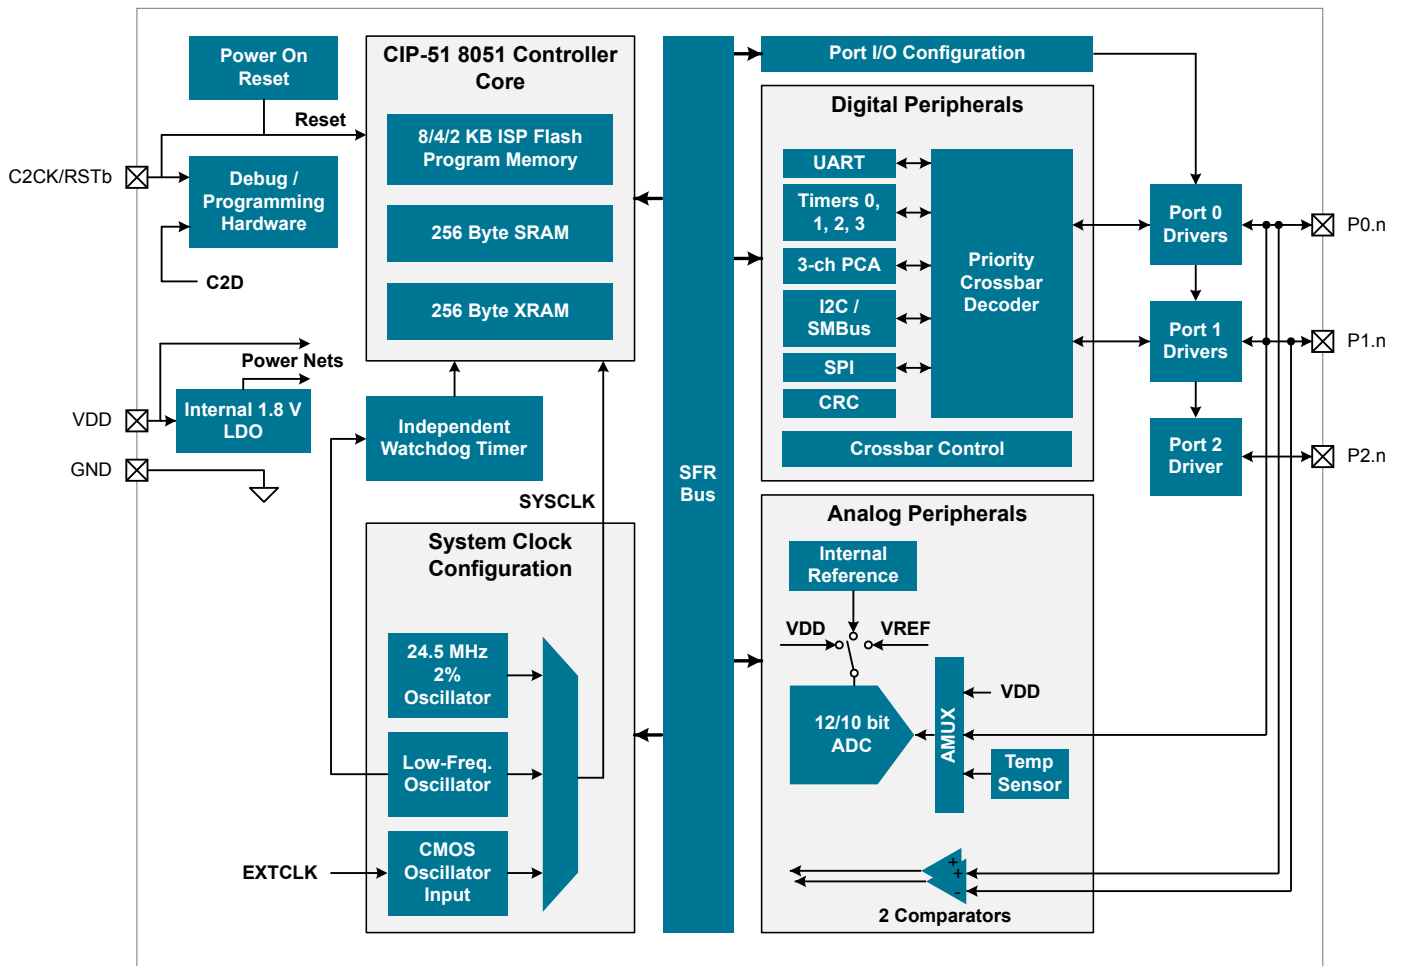 Power On
Reset
Reset
C2CK/RSTb
Debug /
Programming
Hardware
C2D
Power Nets
VDD
Internal 1.8 V
LDO
GND
CIP-51 8051 Controller
Core
8/4/2 KB ISP Flash
Program Memory
256 Byte SRAM
256 Byte XRAM
Independent
Watchdog Timer
SYSCLK
System Clock
Configuration
24.5 MHz
2%
Oscillator
Low-Freq.
Oscillator
CMOS
Oscillator
Input
EXTCLK
SFR
Bus
Port I/O Configuration
Digital Peripherals
UART
Timers 0,
1, 2, 3
3-ch PCA
I2C /
SMBus
SPI
CRC
Priority
Crossbar
Decoder
Crossbar Control
Port 0
Drivers
Port 1
Drivers
Port 2
Driver
P0.n
P1.n
P2.n
Analog Peripherals
Internal
Reference
VDD
VREF
12/10 bit
ADC
AMUX
VDD
Temp
Sensor
+
+
-
2 Comparators